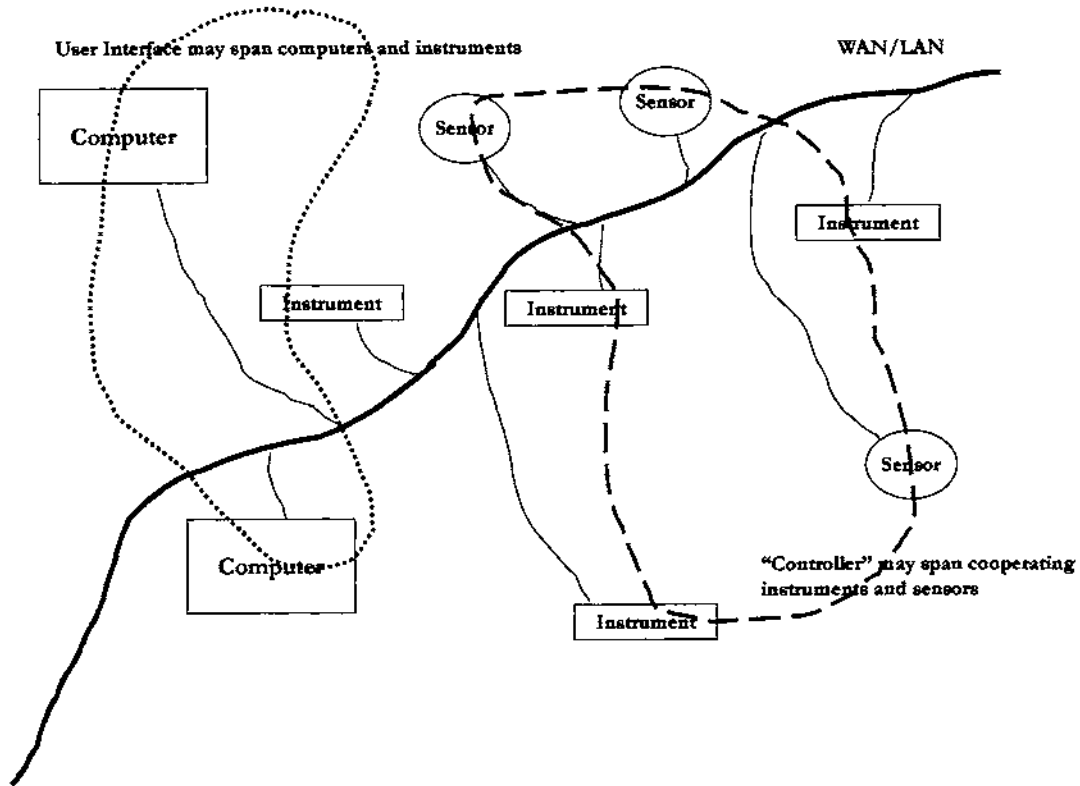 User Interface may span computers and instruments
WAN/LAN
Sensor
Sensor
Computer
Instrument
Instrument
Instrument
Sensor
Computer
"Controller" may span cooperating
instruments and sensors
Instrument